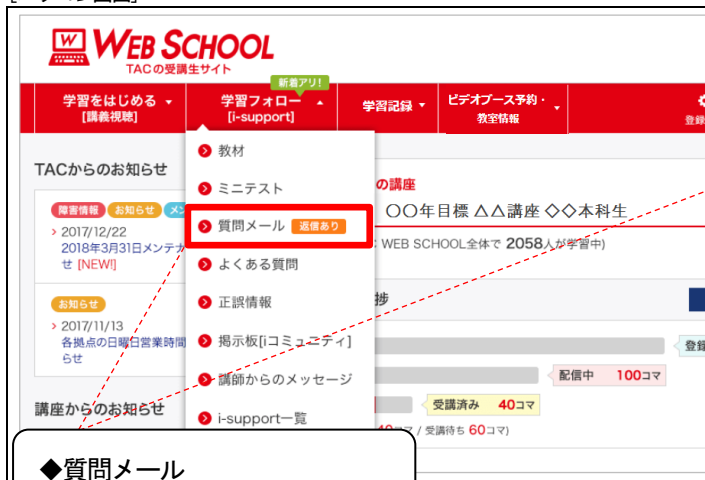 WEB SCHOOL
TACの受講生サイト
新着アリ!
学習をはじめる
[講義視聴]
学習フォロー
[i-support]
学習記録
ビデオブース予約・
教室情報
登録
教材
ミニテスト
質問メール 返信あり
よくある質問
正誤情報
掲示板[iコミュニティ]
講師からのメッセージ
i-support一覧
TACからのお知らせ
障害情報 お知らせ メン
2017/12/22
2018年3月31日メンテナ
せ [NEW!]
お知らせ
2017/11/13
各拠点の日曜日営業時間
らせ
講座からのお知らせ
の講座
〇〇年目標 △△講座 ◇◇本科生
WEB SCHOOL全体で 2058人が学習中)
捗
登録
配信中 100コマ
受講済み 40コマ
40コマ / 受講待ち 60コマ)
◆質問メール